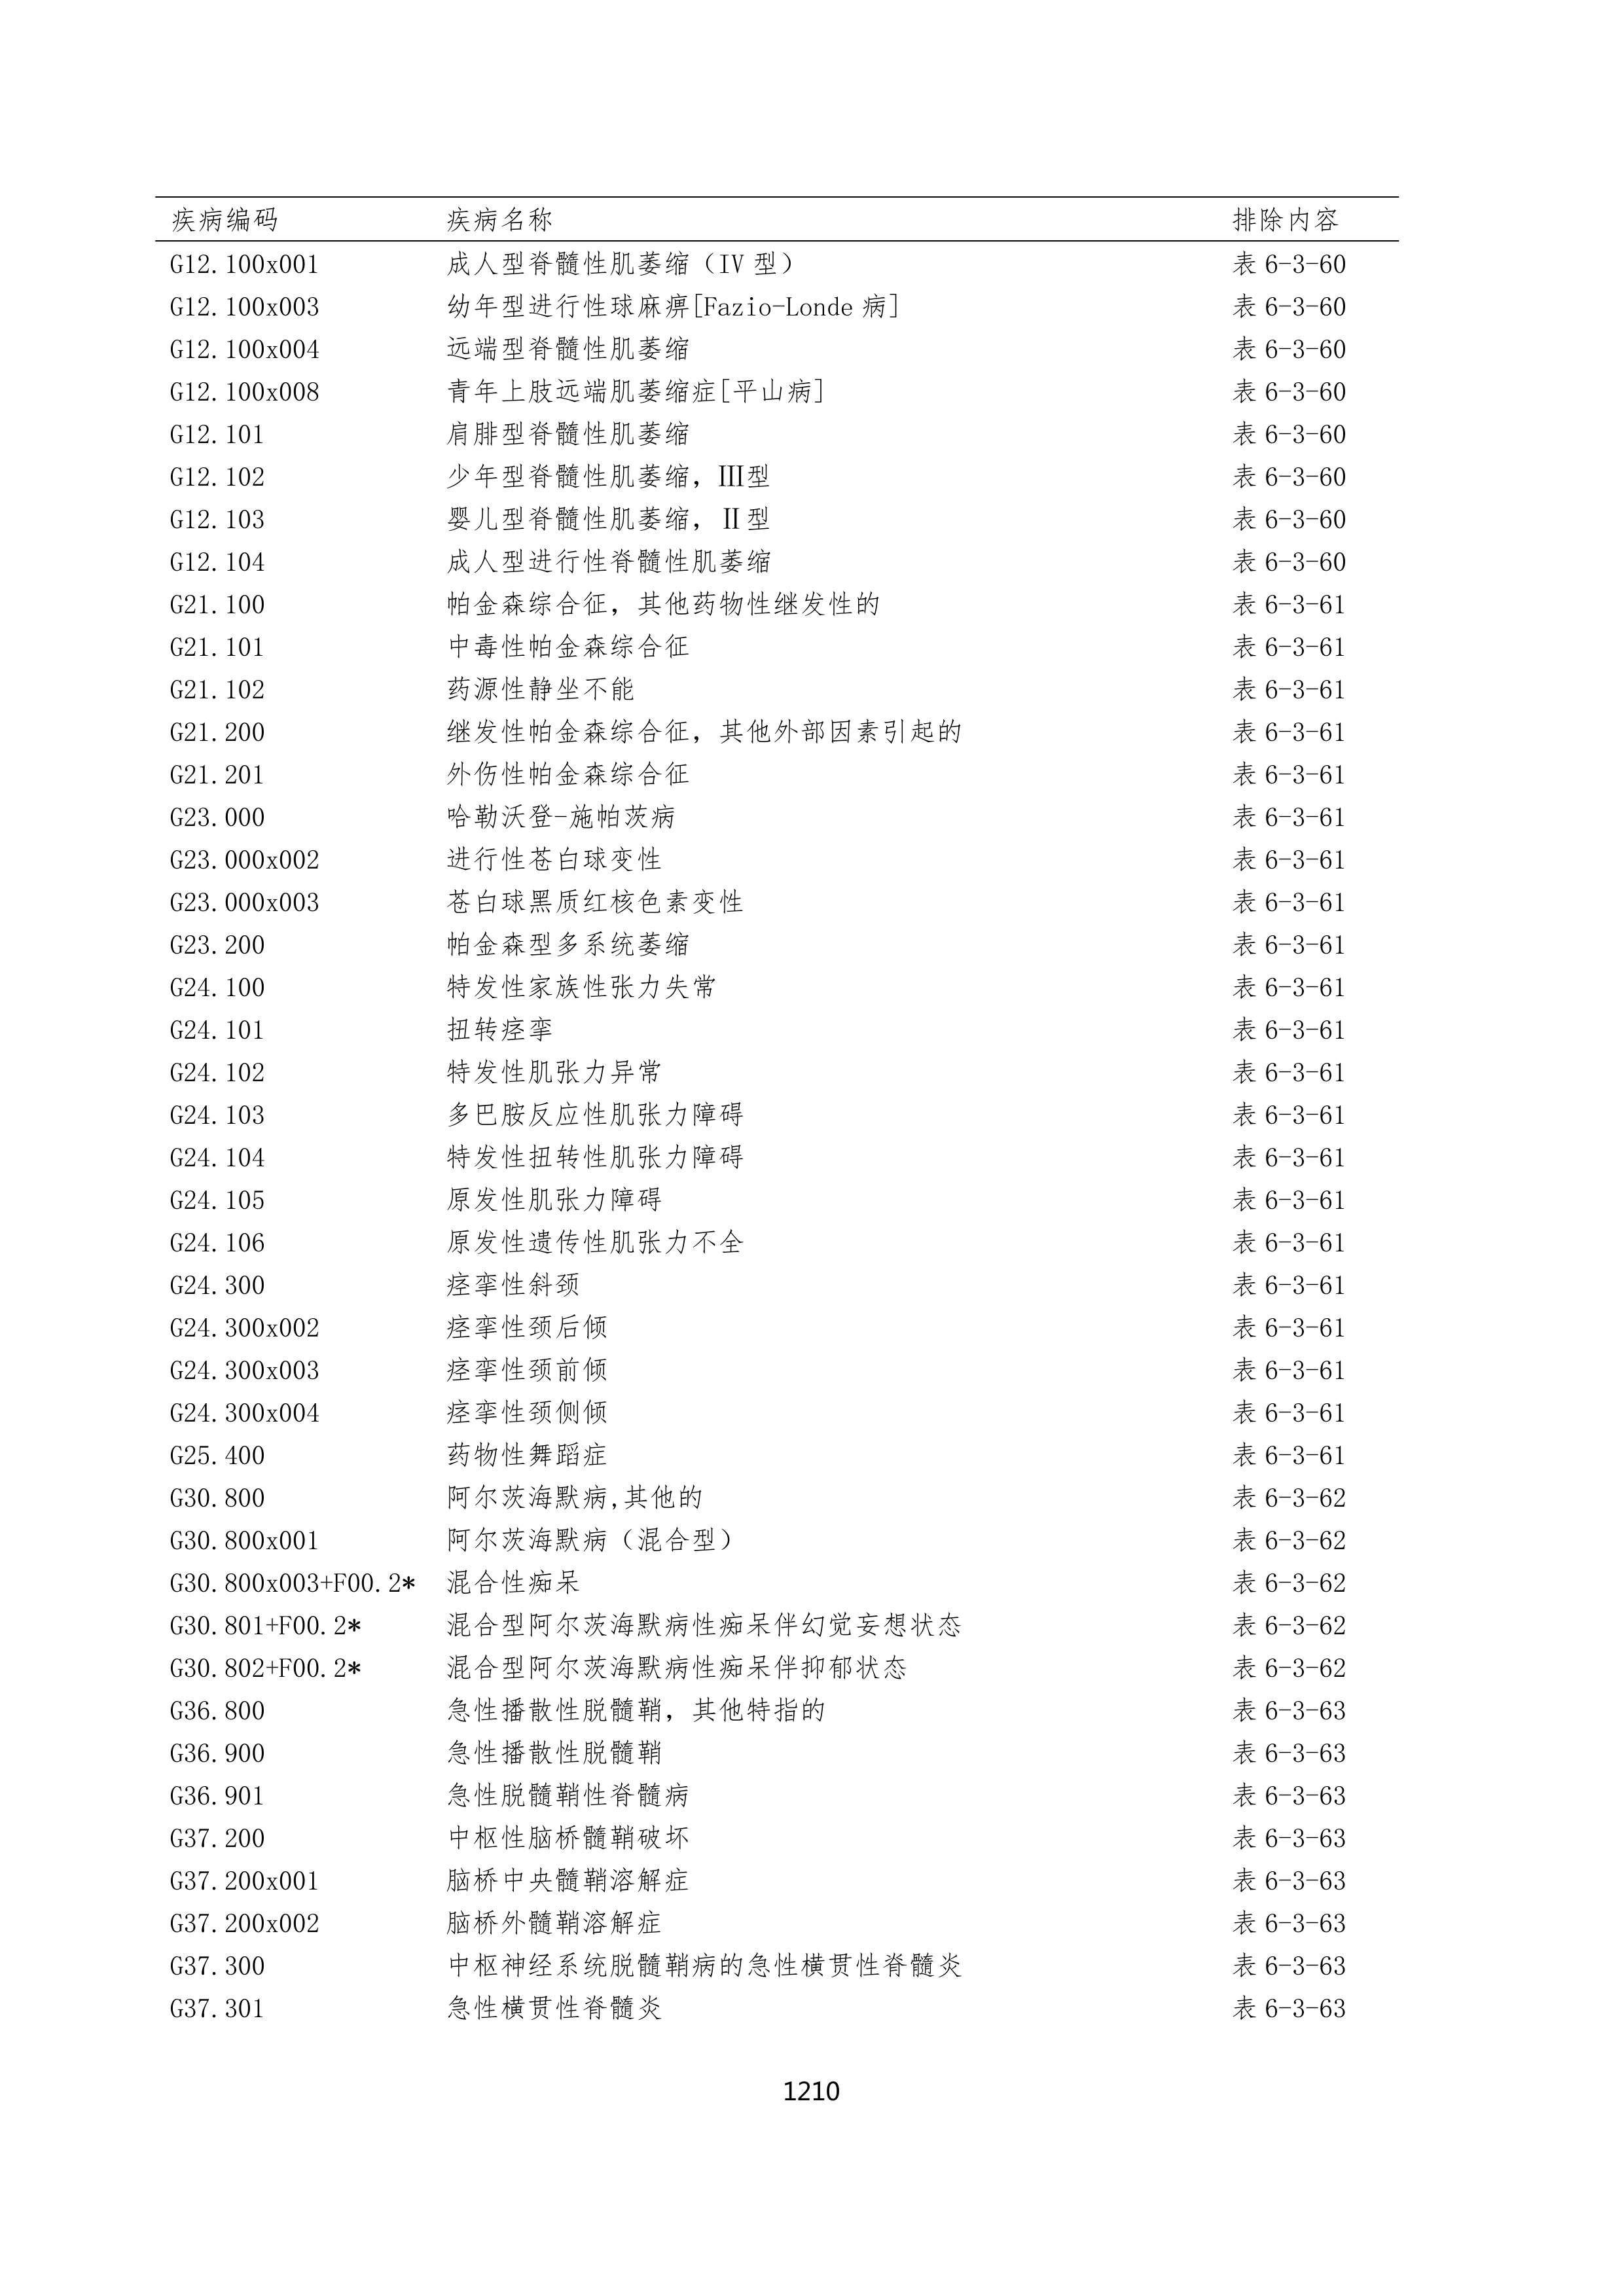 疾病编码 疾病名称 排除内容
G12.100x001 成人型脊髓性肌萎缩（IV 型） 表 6-3-60
G12.100x003 幼年型进行性球麻痹[Fazio-Londe 病] 表 6-3-60
G12.100x004 远端型脊髓性肌萎缩 表 6-3-60
G12.100x008 青年上肢远端肌萎缩症[平山病] 表 6-3-60
G12.101 肩腓型脊髓性肌萎缩 表 6-3-60
G12.102 少年型脊髓性肌萎缩，Ⅲ型 表 6-3-60
G12.103 婴儿型脊髓性肌萎缩，Ⅱ型 表 6-3-60
G12.104 成人型进行性脊髓性肌萎缩 表 6-3-60
G21.100 帕金森综合征，其他药物性继发性的 表 6-3-61
G21.101 中毒性帕金森综合征 表 6-3-61
G21.102 药源性静坐不能 表 6-3-61
G21.200 继发性帕金森综合征，其他外部因素引起的 表 6-3-61
G21.201 外伤性帕金森综合征 表 6-3-61
G23.000 哈勒沃登-施帕茨病 表 6-3-61
G23.000x002 进行性苍白球变性 表 6-3-61
G23.000x003 苍白球黑质红核色素变性 表 6-3-61
G23.200 帕金森型多系统萎缩 表 6-3-61
G24.100 特发性家族性张力失常 表 6-3-61
G24.101 扭转痉挛 表 6-3-61
G24.102 特发性肌张力异常 表 6-3-61
G24.103 多巴胺反应性肌张力障碍 表 6-3-61
G24.104 特发性扭转性肌张力障碍 表 6-3-61
G24.105 原发性肌张力障碍 表 6-3-61
G24.106 原发性遗传性肌张力不全 表 6-3-61
G24.300 痉挛性斜颈 表 6-3-61
G24.300x002 痉挛性颈后倾 表 6-3-61
G24.300x003 痉挛性颈前倾 表 6-3-61
G24.300x004 痉挛性颈侧倾 表 6-3-61
G25.400 药物性舞蹈症 表 6-3-61
G30.800 阿尔茨海默病,其他的 表 6-3-62
G30.800x001 阿尔茨海默病（混合型） 表 6-3-62
G30.800x003+F00.2* 混合性痴呆 表 6-3-62
G30.801+F00.2* 混合型阿尔茨海默病性痴呆伴幻觉妄想状态 表 6-3-62
G30.802+F00.2* 混合型阿尔茨海默病性痴呆伴抑郁状态 表 6-3-62
G36.800 急性播散性脱髓鞘，其他特指的 表 6-3-63
G36.900 急性播散性脱髓鞘 表 6-3-63
G36.901 急性脱髓鞘性脊髓病 表 6-3-63
G37.200 中枢性脑桥髓鞘破坏 表 6-3-63
G37.200x001 脑桥中央髓鞘溶解症 表 6-3-63
G37.200x002 脑桥外髓鞘溶解症 表 6-3-63
G37.300 中枢神经系统脱髓鞘病的急性横贯性脊髓炎 表 6-3-63
G37.301 急性横贯性脊髓炎 表 6-3-63
1210